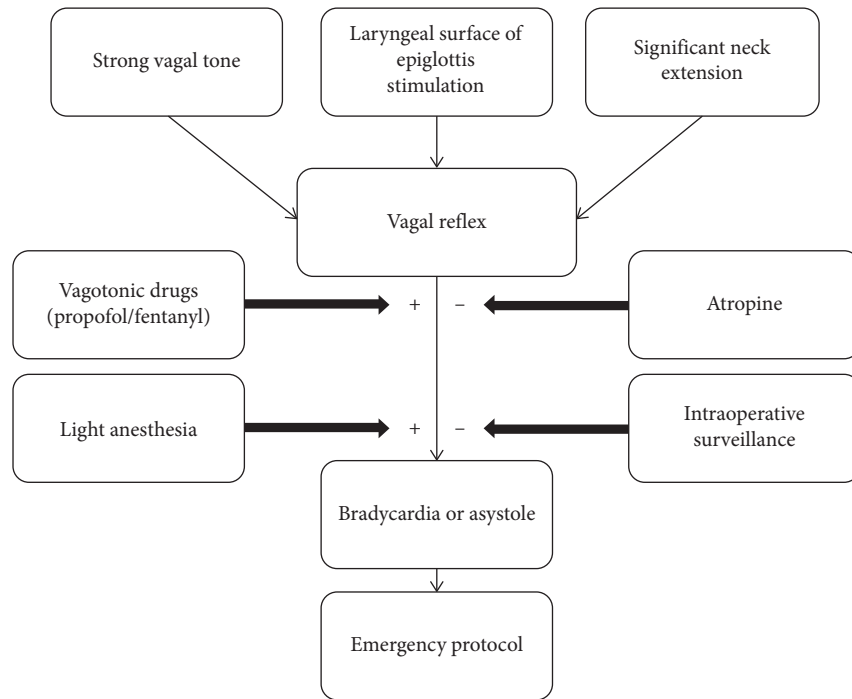 Strong vagal tone
Laryngeal surface of
epiglottis
stimulation
Significant neck
extension
Vagal reflex
Vagotonic drugs
(propofol/fentanyl)
+
–
Atropine
Light anesthesia
+
–
Intraoperative
surveillance
Bradycardia or asystole
Emergency protocol